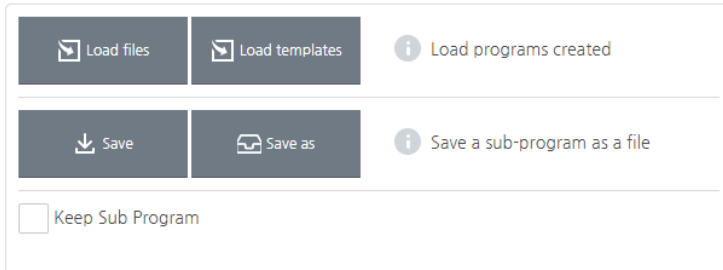 Load files
Load templates
Load programs created
Save
Save as
Save a sub-program as a file
Keep Sub Program